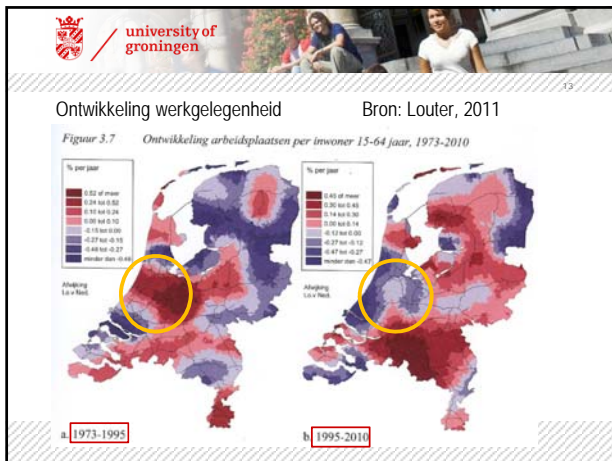 university of
groningen
13
Ontwikkeling werkgelegenheid Bron: Louter, 2011
Figuur 3.7 Ontwikkeling arbeidsplaatsen per inwoner 15-64 jaar, 1973-2010
% per jaar
0.52 of meer
0.24 tot 0.52
0.10 tot 0.24
0.00 tot 0.10
-0.15 tot 0.00
-0.27 tot -0.15
-0.46 tot -0.27
minder dan -0.46
Afwijking
t.o.v Ned.
% per jaar
0.45 of meer
0.30 tot 0.45
0.14 tot 0.30
0.00 tot 0.14
-0.12 tot 0.00
-0.27 tot -0.12
-0.47 tot -0.27
minder dan -0.47
Afwijking
t.o.v Ned.
a. 1973-1995
b. 1995-2010